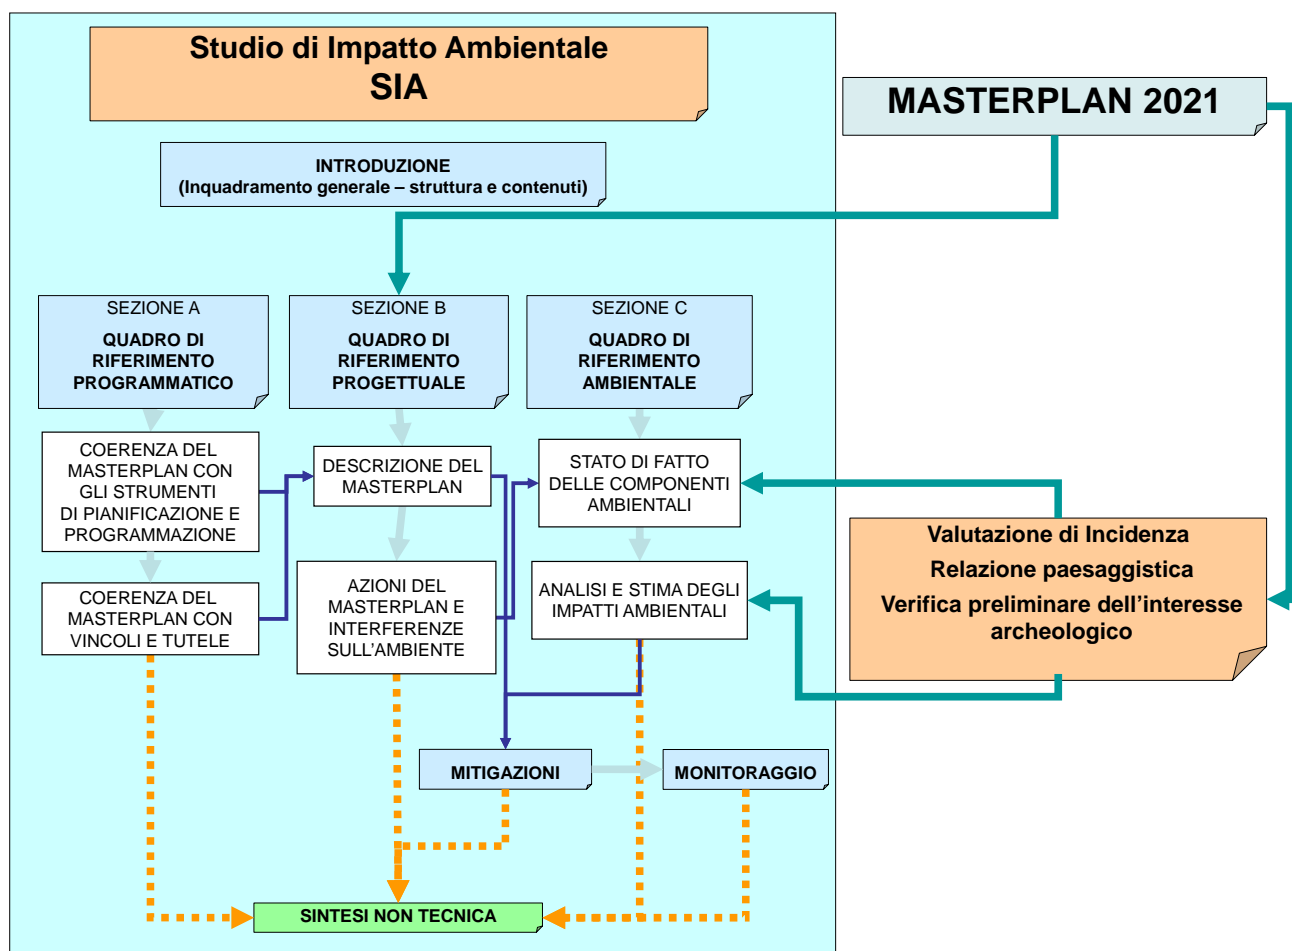 Studio di Impatto Ambientale
SIA
MASTERPLAN 2021
INTRODUZIONE
(Inquadramento generale – struttura e contenuti)
SEZIONE A
QUADRO DI
RIFERIMENTO
PROGRAMMATICO
SEZIONE B
QUADRO DI
RIFERIMENTO
PROGETTUALE
SEZIONE C
QUADRO DI
RIFERIMENTO
AMBIENTALE
COERENZA DEL
MASTERPLAN CON
GLI STRUMENTI
DI PIANIFICAZIONE E
PROGRAMMAZIONE
DESCRIZIONE DEL
MASTERPLAN
STATO DI FATTO
DELLE COMPONENTI
AMBIENTALI
COERENZA DEL
MASTERPLAN CON
VINCOLI E TUTELE
AZIONI DEL
MASTERPLAN E
INTERFERENZE
SULL'AMBIENTE
ANALISI E STIMA DEGLI
IMPATTI AMBIENTALI
Valutazione di Incidenza
Relazione paesaggistica
Verifica preliminare dell'interesse
archeologico
MITIGAZIONI
MONITORAGGIO
SINTESI NON TECNICA